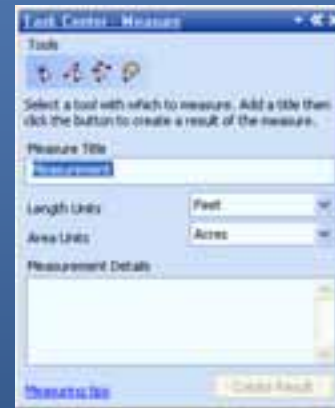 Task Center - Measure
Tools
Select a tool with which to measure. Add a title then
click the button to create a result of the measure.
Measure Title
Measurement
Length Units
Feet
Area Units
Acres
Measurement Details
Measuring tips
Create Result